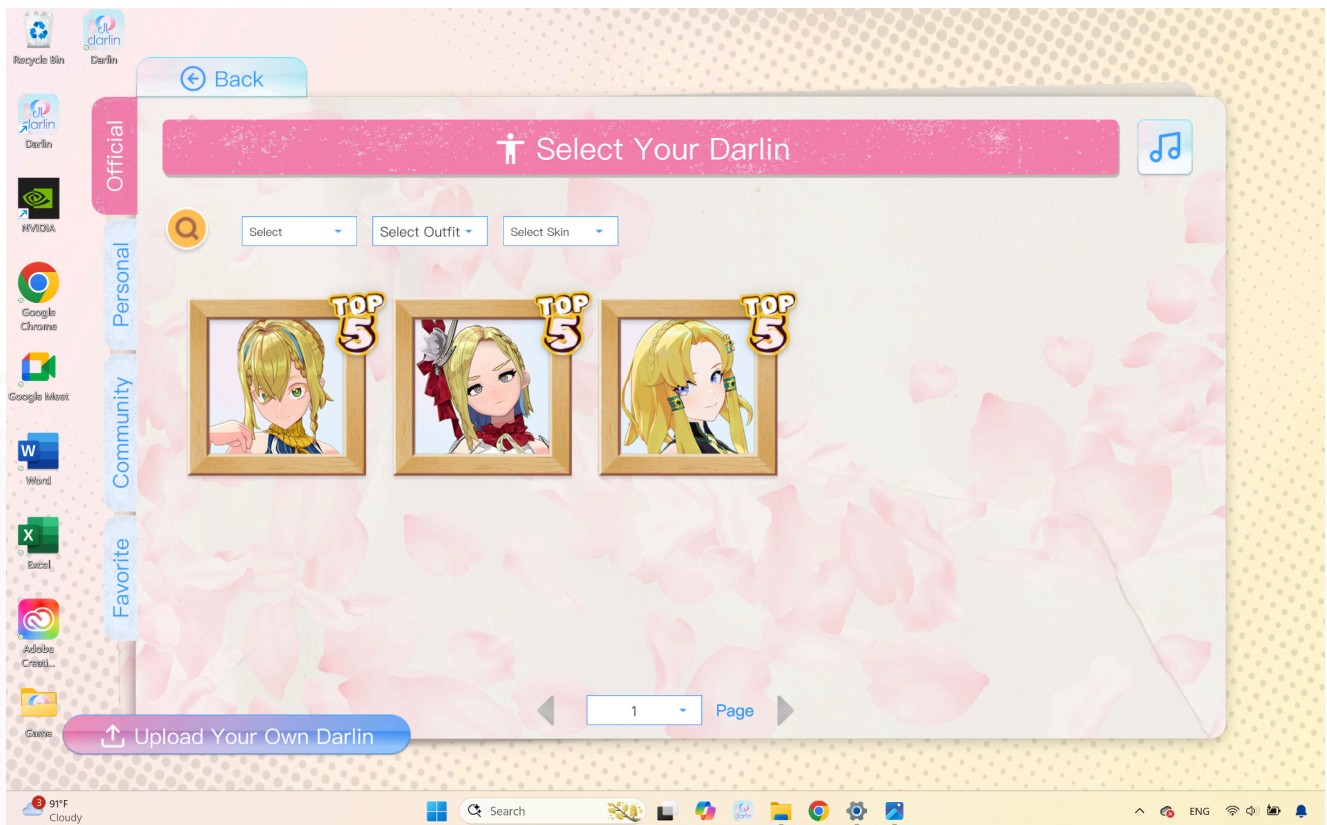 Recycle Bin
darlin
Darlin
Back
darlin
Darlin
Official
Select Your Darlin
NVIDIA
Select
Select Outfit
Select Skin
Personal
Google
Chrome
TOP
5
TOP
5
TOP
5
Google Meet
Community
W
Word
X
Excel
Favorite
Adobe
Creati...
Game
1
Page
Upload Your Own Darlin
3
91°F
Cloudy
Search
darlin
ENG